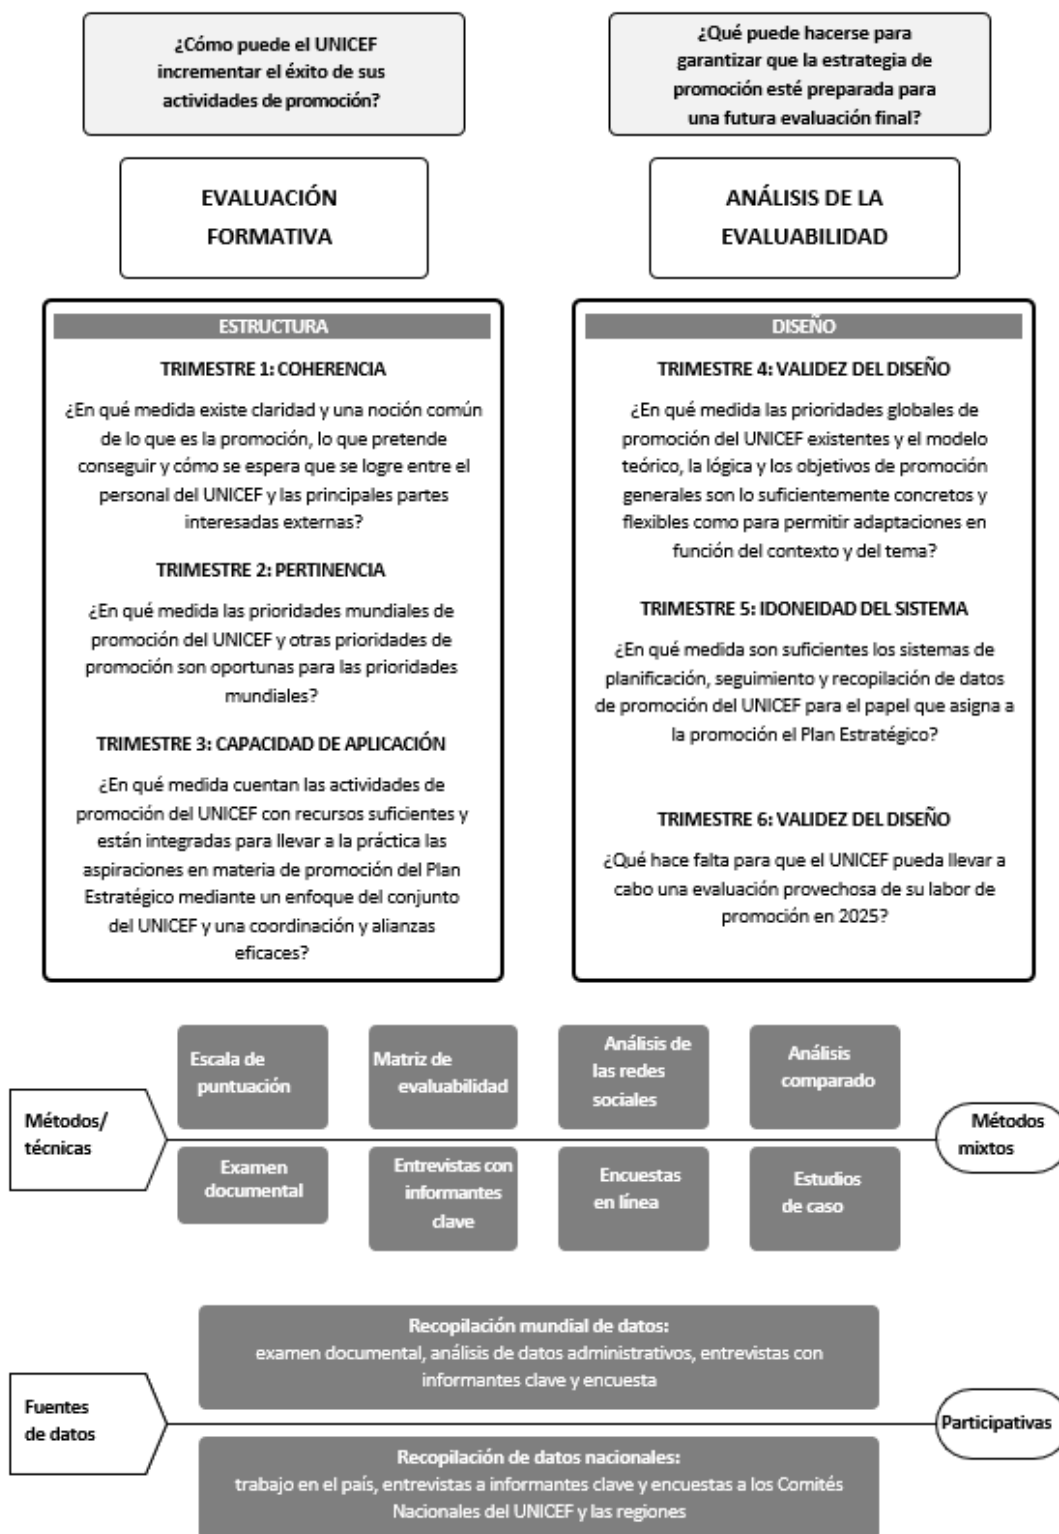 ¿Cómo puede el UNICEF
incrementar el éxito de sus
actividades de promoción?
¿Qué puede hacerse para
garantizar que la estrategia de
promoción esté preparada para
una futura evaluación final?
EVALUACIÓN
FORMATIVA
ANÁLISIS DE LA
EVALUABILIDAD
ESTRUCTURA
TRIMESTRE 1: COHERENCIA
¿En qué medida existe claridad y una noción común
de lo que es la promoción, lo que pretende
conseguir y cómo se espera que se logre entre el
personal del UNICEF y las principales partes
interesadas externas?
TRIMESTRE 2: PERTINENCIA
¿En qué medida las prioridades mundiales de
promoción del UNICEF y otras prioridades de
promoción son oportunas para las prioridades
mundiales?
TRIMESTRE 3: CAPACIDAD DE APLICACIÓN
¿En qué medida cuentan las actividades de
promoción del UNICEF con recursos suficientes y
están integradas para llevar a la práctica las
aspiraciones en materia de promoción del Plan
Estratégico mediante un enfoque del conjunto
del UNICEF y una coordinación y alianzas
eficaces?
DISEÑO
TRIMESTRE 4: VALIDEZ DEL DISEÑO
¿En qué medida las prioridades globales de
promoción del UNICEF existentes y el modelo
teórico, la lógica y los objetivos de promoción
generales son lo suficientemente concretos y
flexibles como para permitir adaptaciones en
función del contexto y del tema?
TRIMESTRE 5: IDONEIDAD DEL SISTEMA
¿En qué medida son suficientes los sistemas de
planificación, seguimiento y recopilación de datos
de promoción del UNICEF para el papel que asigna a
la promoción el Plan Estratégico?
TRIMESTRE 6: VALIDEZ DEL DISEÑO
¿Qué hace falta para que el UNICEF pueda llevar a
cabo una evaluación provechosa de su labor de
promoción en 2025?
Métodos/
técnicas
Escala de
puntuación
Matriz de
evaluabilidad
Análisis de
las redes
sociales
Análisis
comparado
Examen
documental
Entrevistas con
informantes
clave
Encuestas
en línea
Estudios
de caso
Métodos
mixtos
Fuentes
de datos
Recopilación mundial de datos:
examen documental, análisis de datos administrativos, entrevistas con
informantes clave y encuesta
Recopilación de datos nacionales:
trabajo en el país, entrevistas a informantes clave y encuestas a los Comités
Nacionales del UNICEF y las regiones
Participativas